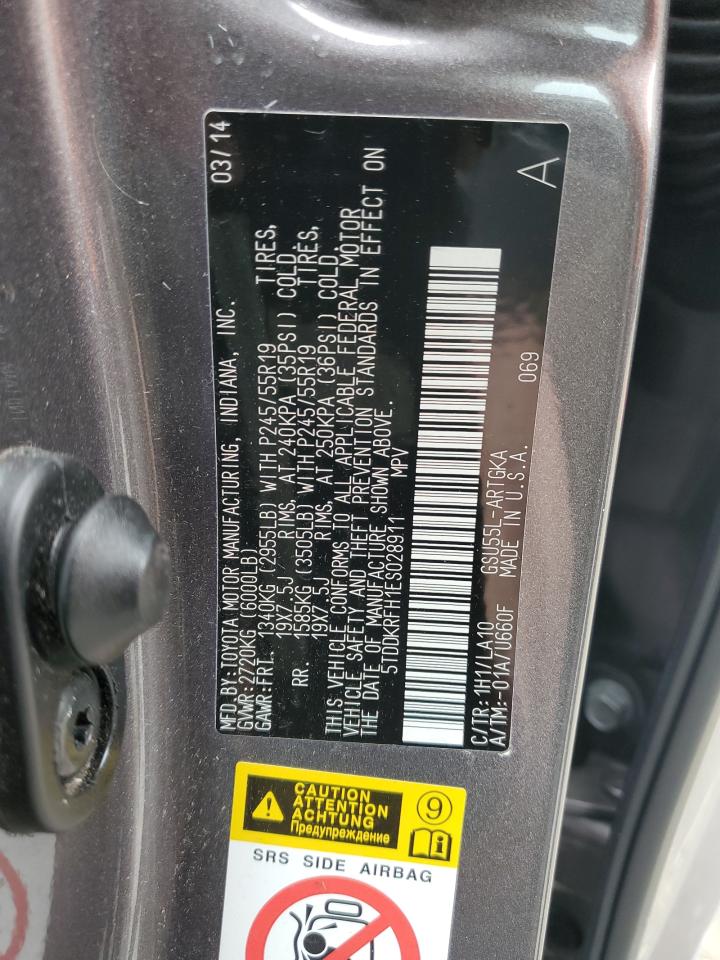 MFD.BY:TOYOTA MOTOR MANUFACTURING, INDIANA, INC. 03/14
GVWR:2720KG (6000LB)
GAWR:FRT. 1340KG (2955LB) WITH P245/55R19 TIRES,
19X7.5J RIMS, AT 240KPA (35PSI) COLD.
RR. 1585KG (3505LB) WITH P245/55R19 TIRES,
19X7.5J RIMS, AT 250KPA (36PSI) COLD.
THIS VEHICLE CONFORMS TO ALL APPLICABLE FEDERAL MOTOR
VEHICLE SAFETY AND THEFT PREVENTION STANDARDS IN EFFECT ON
THE DATE OF MANUFACTURE SHOWN ABOVE.
5TDDKRFH1ES028911 MPV
C/TR:1H1/LA10 GSU55L-ARTGKA 069
A/TM:-01A/U660F MADE IN U.S.A. A
CAUTION
ATTENTION
ACHTUNG
Предупреждение
9
SRS SIDE AIRBAG